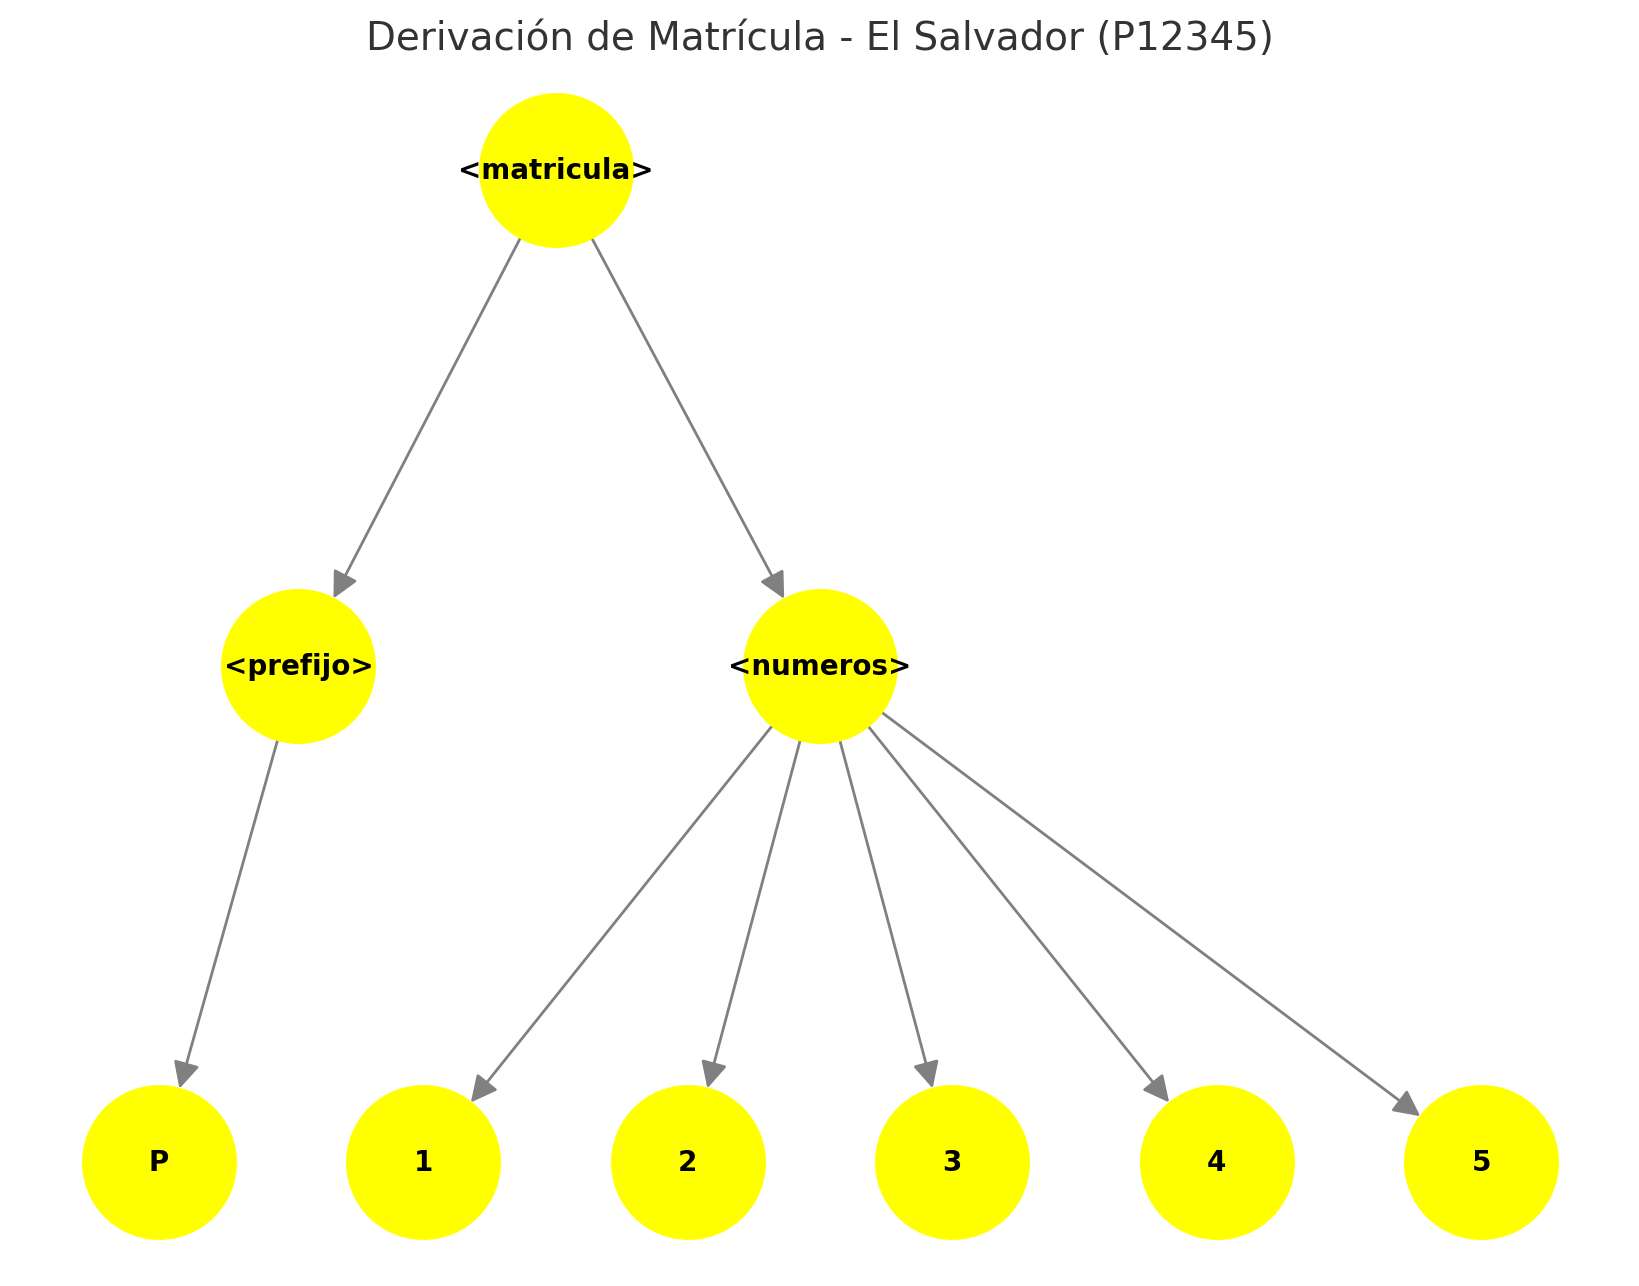 Derivación de Matrícula - El Salvador (P12345)
<matricula>
<prefijo>
<numeros>
P
1
2
3
4
5